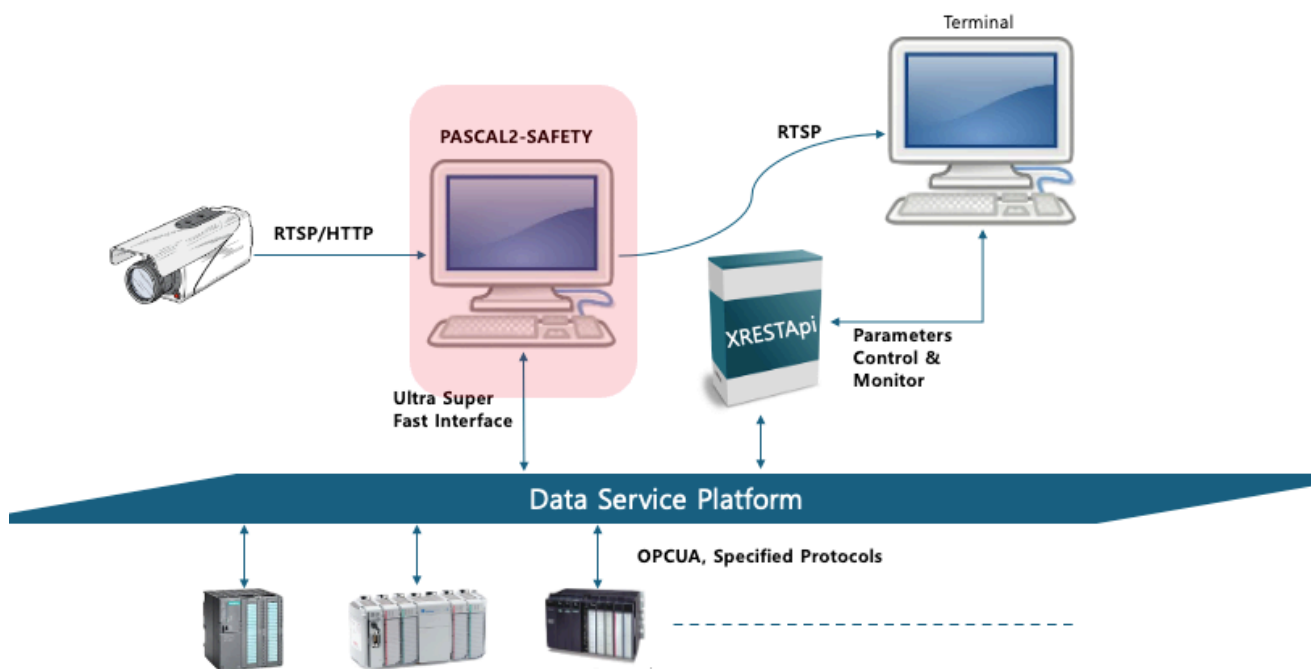 Terminal
PASCAL2-SAFETY
RTSP
RTSP/HTTP
XRESTApi
Parameters
Control &
Monitor
Ultra Super
Fast Interface
Data Service Platform
OPCUA, Specified Protocols